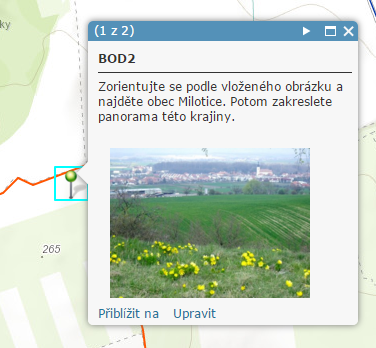 (1 z 2)
BOD2
Zorientujte se podle vloženého obrázku a
najděte obec Milotice. Potom zakreslete
panorama této krajiny.
265
Přiblížit na Upravit